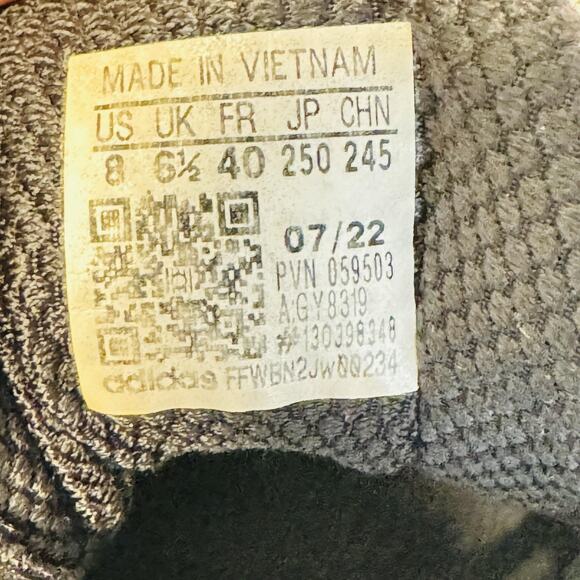 MADE IN VIETNAM
US UK FR JP CHN
8 6½ 40 250 245
07/22
PVN 059503
A.GY8319
#130398348
adidas FFWBN2JW00234